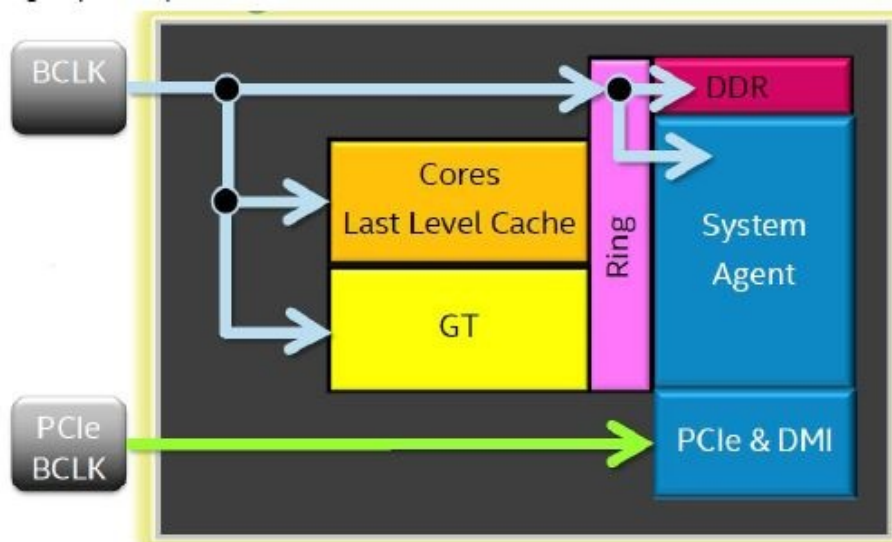 BCLK
DDR
Cores
Last Level Cache
Ring
System
Agent
GT
PCIe
BCLK
PCIe & DMI